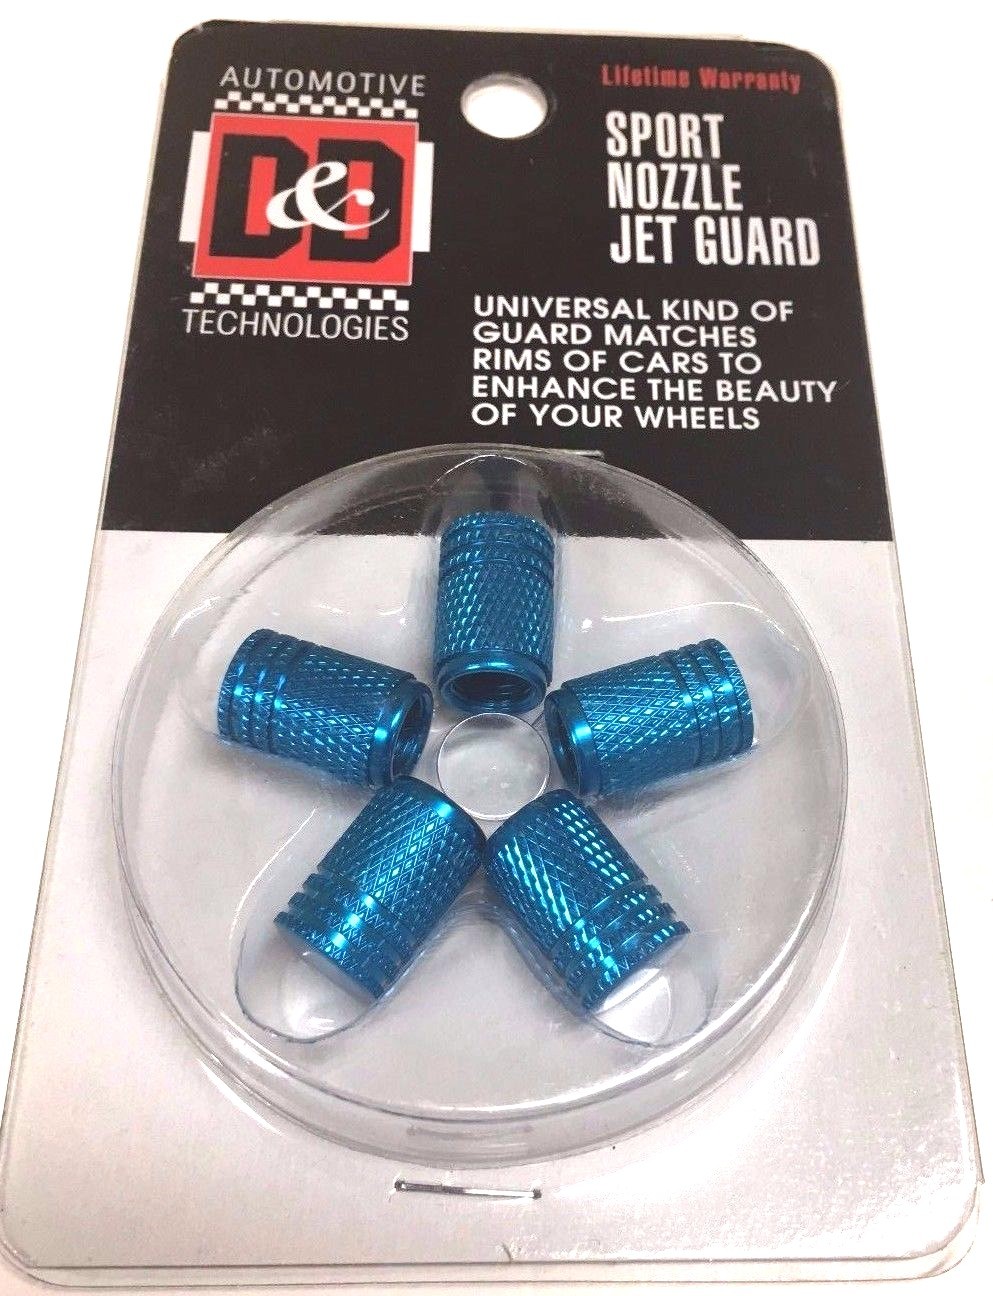 AUTOMOTIVE
D&D
TECHNOLOGIES
Lifetime Warranty
SPORT
NOZZLE
JET GUARD
UNIVERSAL KIND OF
GUARD MATCHES
RIMS OF CARS TO
ENHANCE THE BEAUTY
OF YOUR WHEELS